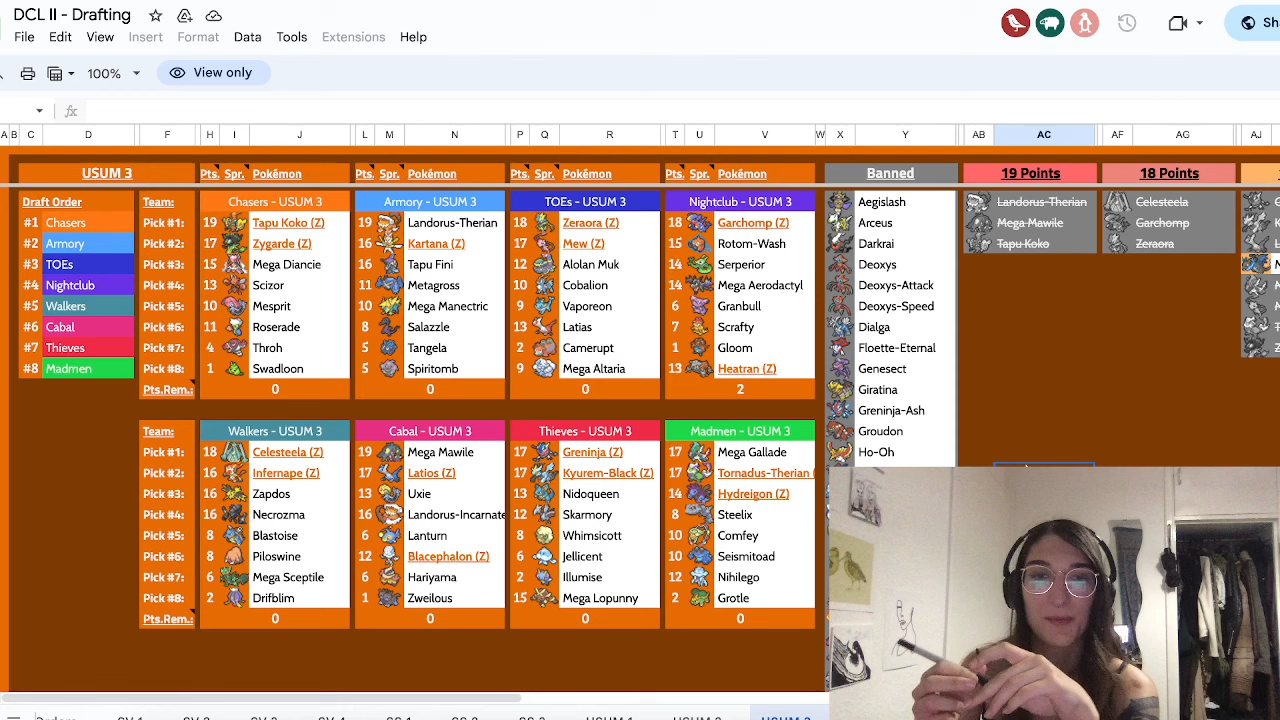 DCL II - Drafting
File Edit View Insert Format Data Tools Extensions Help
100% View only
fx
A B C D F H I J L M N P Q R T U V W X Y AB AC AF AG AJ
USUM 3 Pts. Spr. Pokémon Pts. Spr. Pokémon Pts. Spr. Pokémon Pts. Spr. Pokémon Banned 19 Points 18 Points
Draft Order Team: Chasers - USUM 3 Armory - USUM 3 TOEs - USUM 3 Nightclub - USUM 3 Aegislash Landorus-Therian Celesteela
#1 Chasers Pick #1: 19 Tapu Koko (Z) 19 Landorus-Therian 18 Zeraora (Z) 18 Garchomp (Z) Arceus Mega Mawile Garchomp
#2 Armory Pick #2: 17 Zygarde (Z) 16 Kartana (Z) 17 Mew (Z) 15 Rotom-Wash Darkrai Tapu Koko Zeraora
#3 TOEs Pick #3: 15 Mega Diancie 16 Tapu Fini 12 Alolan Muk 14 Serperior Deoxys
#4 Nightclub Pick #4: 13 Scizor 11 Metagross 10 Cobalion 14 Mega Aerodactyl Deoxys-Attack
#5 Walkers Pick #5: 10 Mesprit 10 Mega Manectric 9 Vaporeon 6 Granbull Deoxys-Speed
#6 Cabal Pick #6: 11 Roserade 8 Salazzle 13 Latias 7 Scrafty Dialga
#7 Thieves Pick #7: 4 Throh 5 Tangela 2 Camerupt 1 Gloom Floette-Eternal
#8 Madmen Pick #8: 1 Swadloon 5 Spiritomb 9 Mega Altaria 13 Heatran (Z) Genesect
Pts.Rem.: 0 0 0 2 Giratina
Greninja-Ash
Team: Walkers - USUM 3 Cabal - USUM 3 Thieves - USUM 3 Madmen - USUM 3 Groudon
Pick #1: 18 Celesteela (Z) 19 Mega Mawile 17 Greninja (Z) 17 Mega Gallade Ho-Oh
Pick #2: 16 Infernape (Z) 17 Latios (Z) 17 Kyurem-Black (Z) 17 Tornadus-Therian (
Pick #3: 16 Zapdos 13 Uxie 13 Nidoqueen 14 Hydreigon (Z)
Pick #4: 16 Necrozma 16 Landorus-Incarnate 12 Skarmory 8 Steelix
Pick #5: 8 Blastoise 6 Lanturn 8 Whimsicott 10 Comfey
Pick #6: 8 Piloswine 12 Blacephalon (Z) 6 Jellicent 10 Seismitoad
Pick #7: 6 Mega Sceptile 6 Hariyama 2 Illumise 12 Nihilego
Pick #8: 2 Drifblim 1 Zweilous 15 Mega Lopunny 2 Grotle
Pts.Rem.: 0 0 0 0